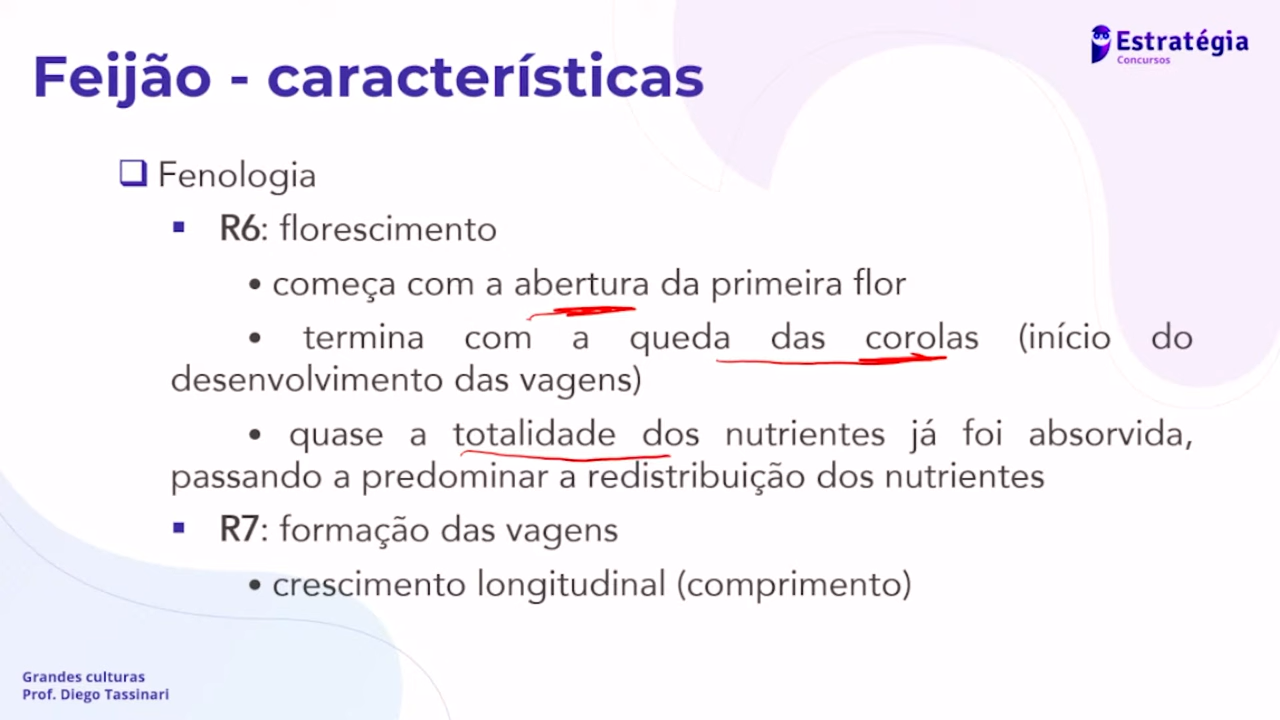 Estratégia
Concursos
Feijão - características
❑ Fenologia
▪ R6: florescimento
• começa com a abertura da primeira flor
• termina com a queda das corolas (início do
desenvolvimento das vagens)
• quase a totalidade dos nutrientes já foi absorvida,
passando a predominar a redistribuição dos nutrientes
▪ R7: formação das vagens
• crescimento longitudinal (comprimento)
Grandes culturas
Prof. Diego Tassinari